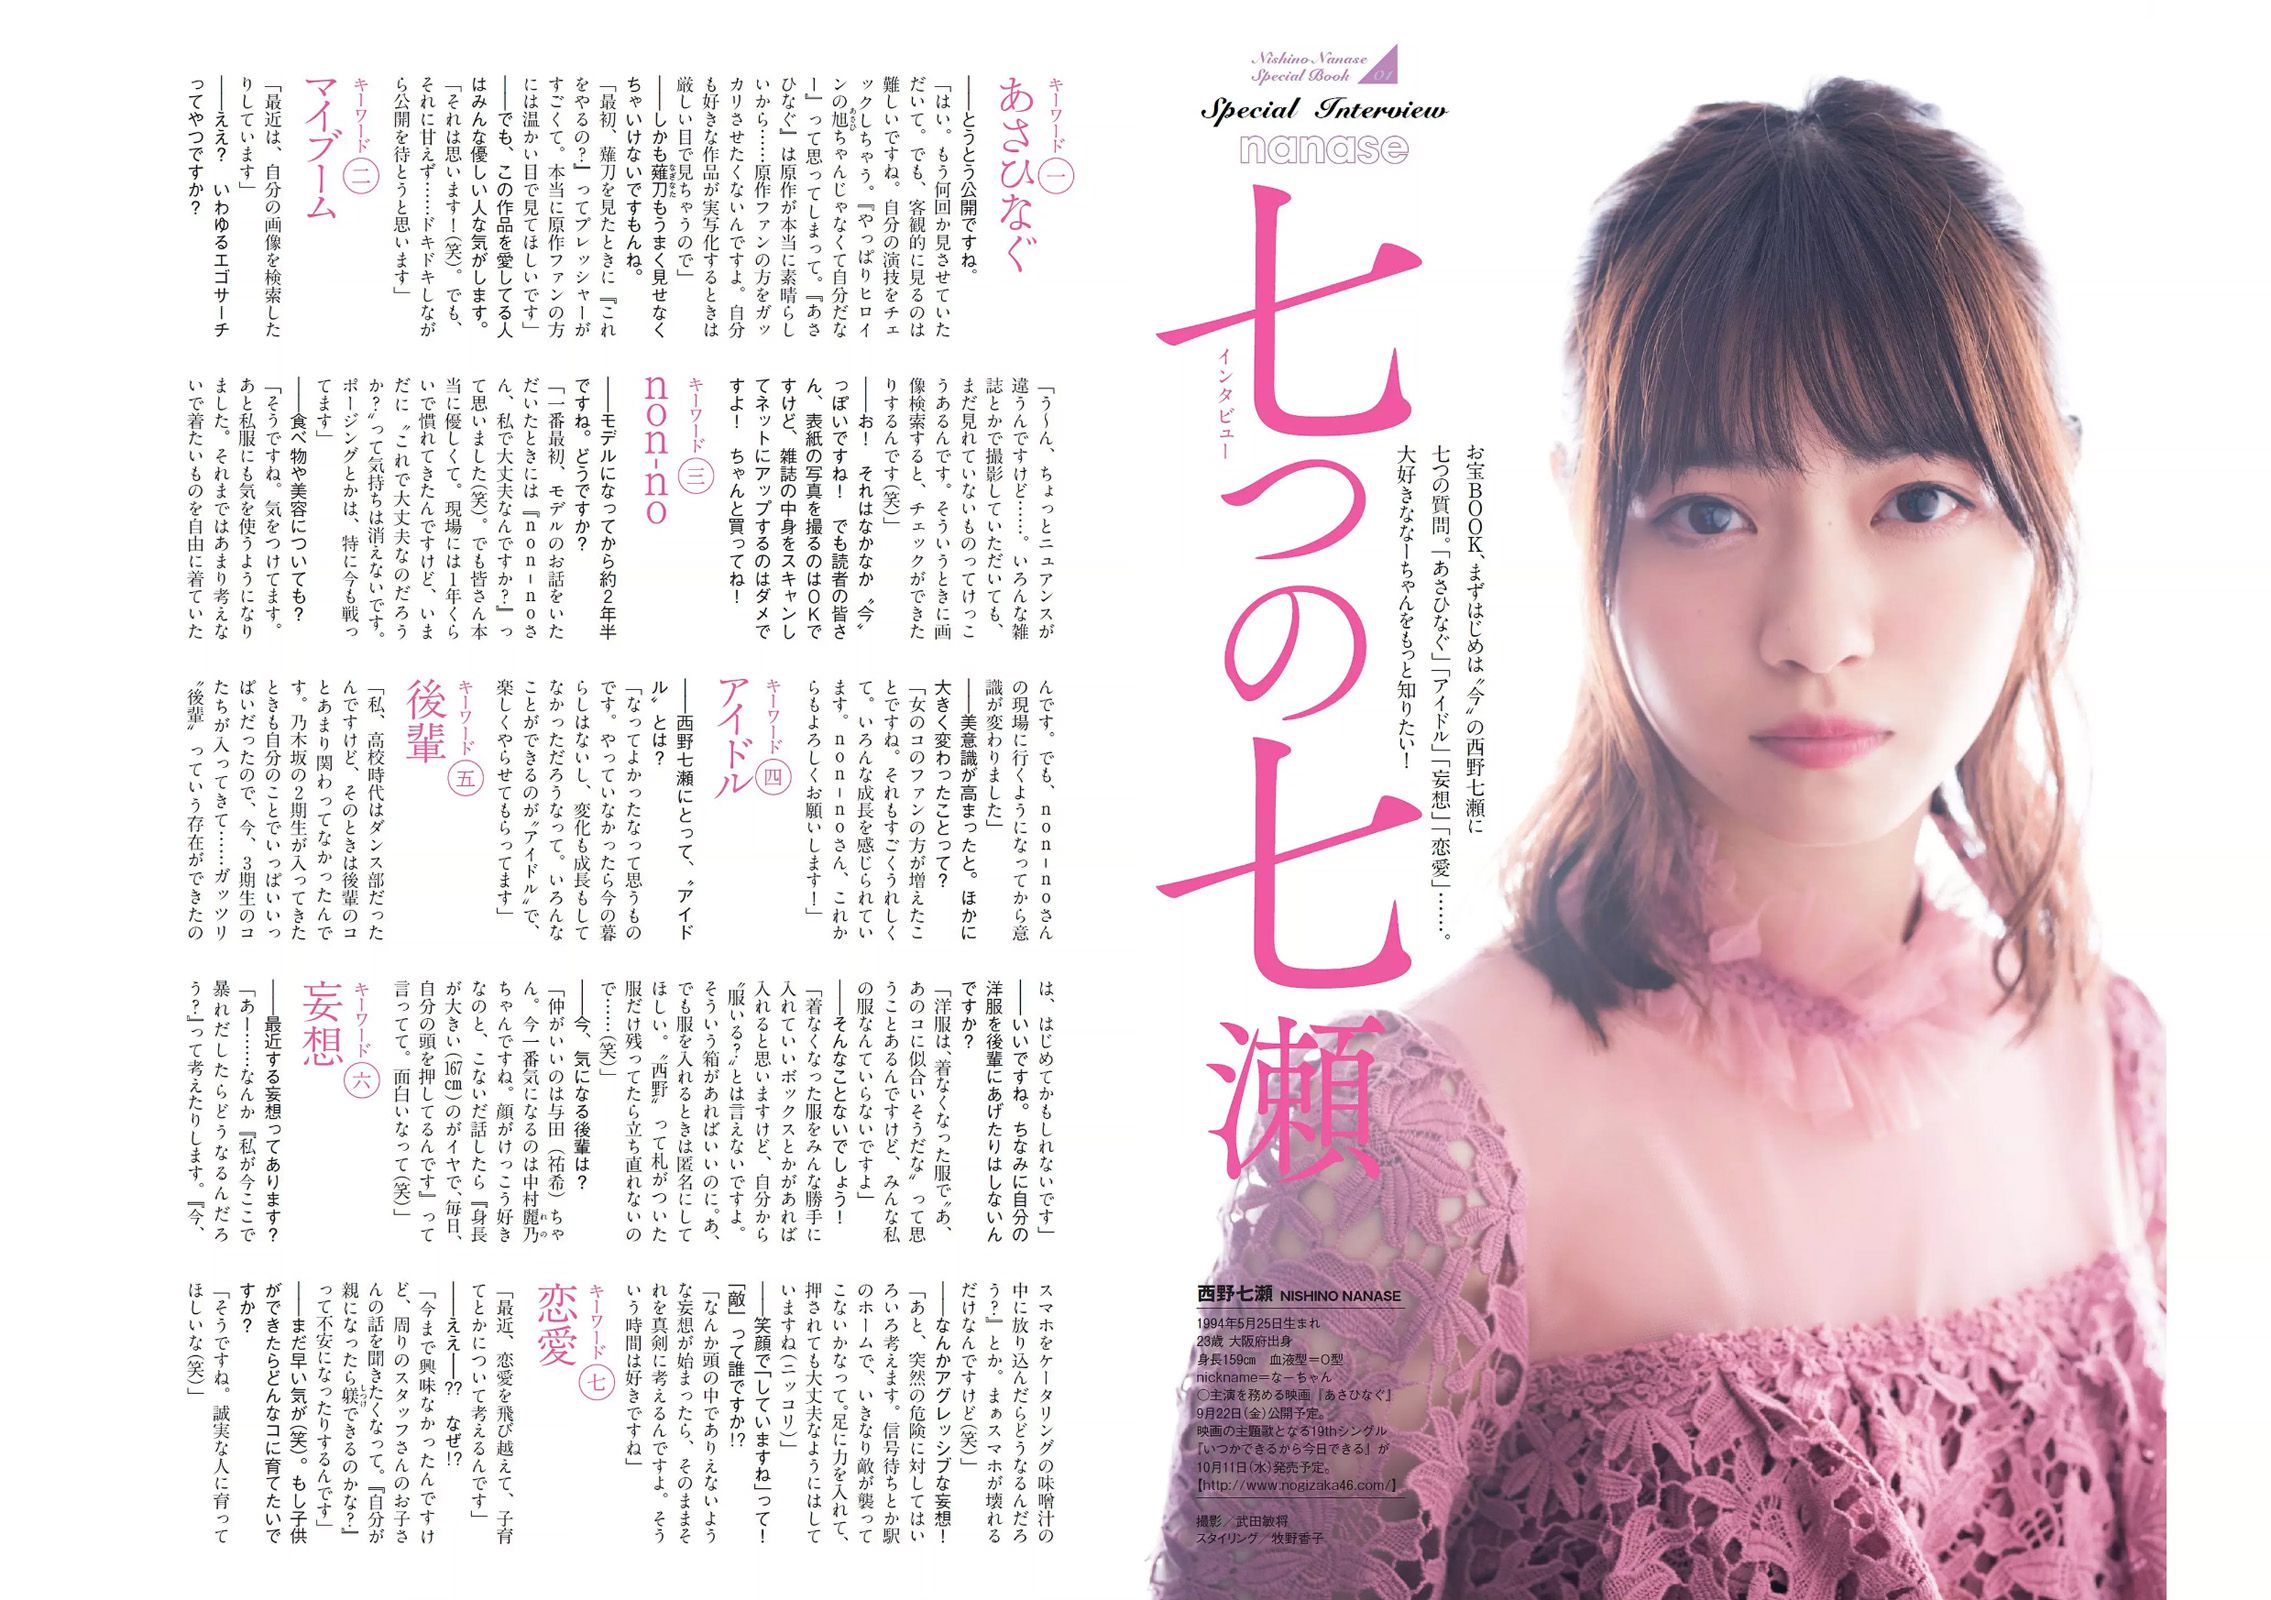 Nishino Nanase
Special Book 01
Special Interview
nanase
七つの七瀬
インタビュー
お宝BOOK、まずはじめは〝今〟の西野七瀬に
七つの質問。「あさひなぐ」「アイドル」「妄想」「恋愛」……。
大好きななーちゃんをもっと知りたい!
西野七瀬 NISHINO NANASE
1994年5月25日生まれ
23歳 大阪府出身
身長159㎝ 血液型＝O型
nickname＝なーちゃん
○主演を務める映画『あさひなぐ』
9月22日(金)公開予定。
映画の主題歌となる19thシングル
『いつかできるから今日できる』が
10月11日(水)発売予定。
【http://www.nogizaka46.com/】
撮影／武田敏将
スタイリング／牧野香子
キーワード一
あさひなぐ
――とうとう公開ですね。
「はい。もう何回か見させていた
だいて。でも、客観的に見るのは
難しいですね。自分の演技をチェ
ックしちゃう。『やっぱりヒロイ
ンの旭ちゃんじゃなくて自分だな
ー』って思ってしまって。『あさ
ひなぐ』は原作が本当に素晴らし
いから……原作ファンの方をガッ
カリさせたくないんですよ。自分
も好きな作品が実写化するときは
厳しい目で見ちゃうので」
――しかも薙刀もうまく見せなく
ちゃいけないですもんね。
「最初、薙刀を見たときに『これ
をやるの?』ってプレッシャーが
すごくて。本当に原作ファンの方
には温かい目で見てほしいです」
――でも、この作品を愛してる人
はみんな優しい人な気がします。
「それは思います!(笑)。でも、
それに甘えず……ドキドキしなが
ら公開を待とうと思います」
キーワード二
マイブーム
「最近は、自分の画像を検索した
りしています」
――ええ? いわゆるエゴサーチ
ってやつですか?
「う～ん、ちょっとニュアンスが
違うんですけど……。いろんな雑
誌とかで撮影していただいても、
まだ見れていないものってけっこ
うあるんです。そういうときに画
像検索すると、チェックができた
りするんです(笑)」
――お! それはなかなか〝今〟
っぽいですね! でも読者の皆さ
ん、表紙の写真を撮るのはOKで
すけど、雑誌の中身をスキャンし
てネットにアップするのはダメで
すよ! ちゃんと買ってね!
キーワード三
non-no
――モデルになってから約2年半
ですね。どうですか?
「一番最初、モデルのお話をいた
だいたときには『non-noさ
ん、私で大丈夫なんですか?』っ
て思いました(笑)。でも皆さん本
当に優しくて。現場には1年くら
いで慣れてきたんですけど、いま
だに〝これで大丈夫なのだろう
か?〟って気持ちは消えないです。
ポージングとかは、特に今も戦っ
てます」
――食べ物や美容についても?
「そうですね。気をつけてます。
あと私服にも気を使うようになり
ました。それまではあまり考えな
いで着たいものを自由に着ていた
んです。でも、non-noさん
の現場に行くようになってから意
識が変わりました」
――美意識が高まったと。ほかに
大きく変わったことって?
「女のコのファンの方が増えたこ
とですね。それもすごくうれしく
て。いろんな成長を感じられてい
ます。non-noさん、これか
らもよろしくお願いします!」
キーワード四
アイドル
――西野七瀬にとって、〝アイド
ル〟とは?
「なってよかったなって思うもの
です。やっていなかったら今の暮
らしはないし、変化も成長もして
なかっただろうなって。いろんな
ことができるのが〝アイドル〟で、
楽しくやらせてもらってます」
キーワード五
後輩
「私、高校時代はダンス部だった
んですけど、そのときは後輩のコ
とあまり関わってなかったんで
す。乃木坂の2期生が入ってきた
ときも自分のことでいっぱいいっ
ぱいだったので、今、3期生のコ
たちが入ってきて……ガッツリ
〝後輩〟っていう存在ができたの
は、はじめてかもしれないです」
――いいですね。ちなみに自分の
洋服を後輩にあげたりはしないん
ですか?
「洋服は、着なくなった服で〝あ、
あのコに似合いそうだな〟って思
うことあるんですけど、みんな私
の服なんていらないですよ」
――そんなことないでしょう!
「着なくなった服をみんな勝手に
入れていいボックスとかがあれば
入れると思いますけど、自分から
〝服いる?〟とは言えないですよ。
そういう箱があればいいのに。あ、
でも服を入れるときは匿名にして
ほしい。〝西野〟って札がついた
服だけ残ってたら立ち直れないの
で……(笑)」
――今、気になる後輩は?
「仲がいいのは与田(祐希)ちゃ
ん。今一番気になるのは中村麗乃
ちゃんですね。顔がけっこう好き
なのと、こないだ話したら『身長
が大きい(167㎝)のがイヤで、毎日、
自分の頭を押してるんです』って
言ってて。面白いなって(笑)」
キーワード六
妄想
――最近する妄想ってあります?
「あー……なんか『私が今ここで
暴れだしたらどうなるんだろ
う?』って考えたりします。『今、
スマホをケータリングの味噌汁の
中に放り込んだらどうなるんだろ
う?』とか。まぁスマホが壊れる
だけなんですけど(笑)」
――なんかアグレッシブな妄想!
「あと、突然の危険に対してはい
ろいろ考えます。信号待ちとか駅
のホームで、いきなり敵が襲って
こないかなって。足に力を入れて、
押されても大丈夫なようにはして
いますね(ニッコリ)」
――笑顔で「していますね」って!
「敵」って誰ですか!?
「なんか頭の中でありえないよう
な妄想が始まったら、そのままそ
れを真剣に考えるんですよ。そう
いう時間は好きですね」
キーワード七
恋愛
「最近、恋愛を飛び越えて、子育
てとかについて考えるんです」
――ええ――?? なぜ!?
「今まで興味なかったんですけ
ど、周りのスタッフさんのお子さ
んの話を聞きたくなって。『自分が
親になったら躾できるのかな?』
って不安になったりするんです」
――まだ早い気が(笑)。もし子供
ができたらどんなコに育てたいで
すか?
「そうですね。誠実な人に育って
ほしいな(笑)」